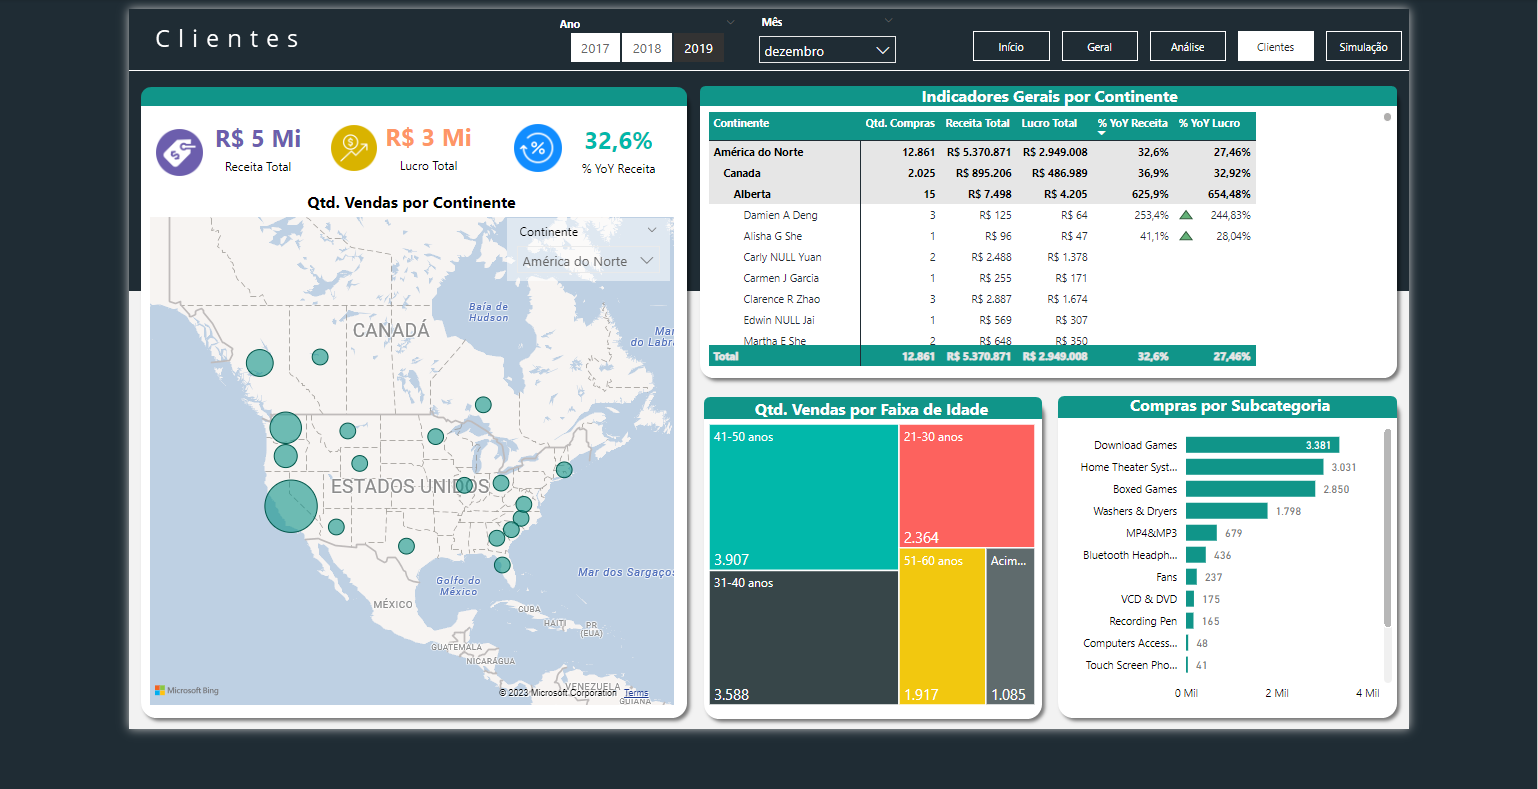 Clientes
Ano
2017 2018 2019
Mês
dezembro
Início Geral Análise Clientes Simulação
R$ 5 Mi
Receita Total
R$ 3 Mi
Lucro Total
32,6%
% YoY Receita
Qtd. Vendas por Continente
Continente
América do Norte
Baía de
Hudson
CANADÁ
Mar
do Labra
ESTADOS UNIDOS
Mar dos Sargaços
Golfo do
México
MÉXICO
CUBA
HAITI
PR
(EUA)
GUATEMALA
NICARÁGUA
VENEZUELA
GUIANA
Microsoft Bing
© 2023 Microsoft Corporation Terms
Indicadores Gerais por Continente
Continente Qtd. Compras Receita Total Lucro Total % YoY Receita % YoY Lucro
América do Norte 12.861 R$ 5.370.871 R$ 2.949.008 32,6% 27,46%
Canada 2.025 R$ 895.206 R$ 486.989 36,9% 32,92%
Alberta 15 R$ 7.498 R$ 4.205 625,9% 654,48%
Damien A Deng 3 R$ 125 R$ 64 253,4% 244,83%
Alisha G She 1 R$ 96 R$ 47 41,1% 28,04%
Carly NULL Yuan 2 R$ 2.488 R$ 1.378
Carmen J Garcia 1 R$ 255 R$ 171
Clarence R Zhao 3 R$ 2.887 R$ 1.674
Edwin NULL Jai 1 R$ 569 R$ 307
Martha E She 2 R$ 648 R$ 350
Total 12.861 R$ 5.370.871 R$ 2.949.008 32,6% 27,46%
Qtd. Vendas por Faixa de Idade
41-50 anos
3.907
31-40 anos
3.588
21-30 anos
2.364
51-60 anos
1.917
Acim...
1.085
Compras por Subcategoria
Download Games 3.381
Home Theater Syst... 3.031
Boxed Games 2.850
Washers & Dryers 1.798
MP4&MP3 679
Bluetooth Headph... 436
Fans 237
VCD & DVD 175
Recording Pen 165
Computers Access... 48
Touch Screen Pho... 41
0 Mil 2 Mil 4 Mil